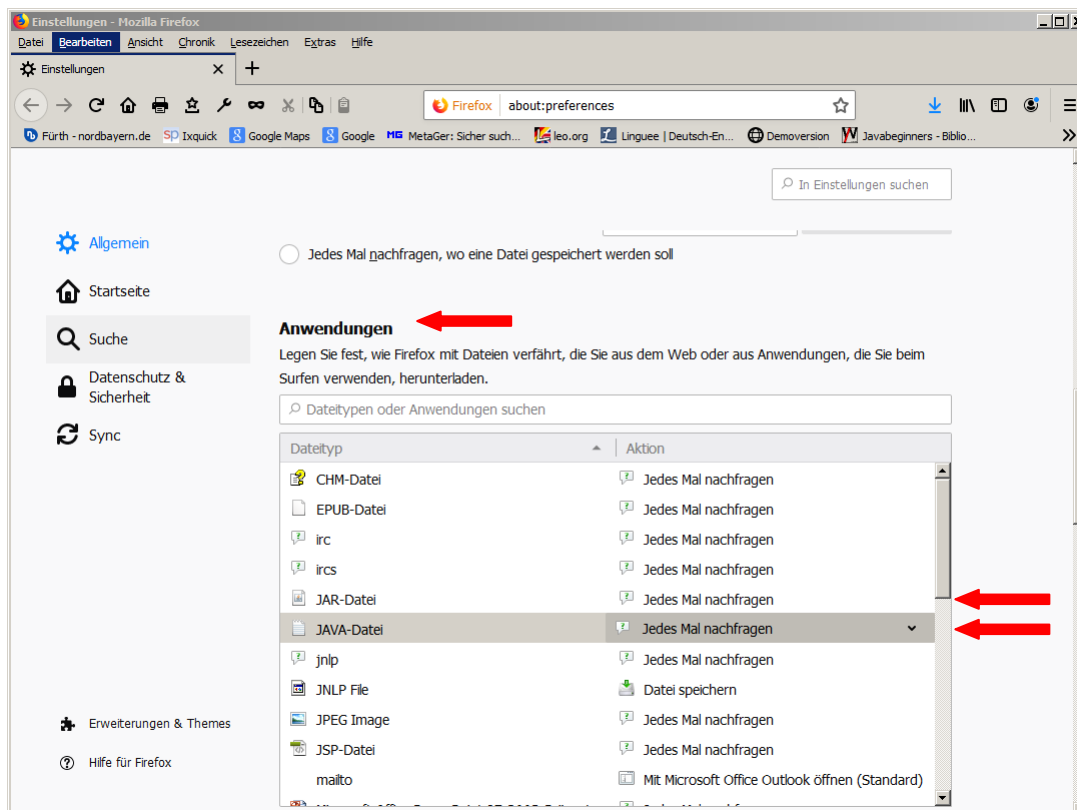 Einstellungen - Mozilla Firefox
Datei Bearbeiten Ansicht Chronik Lesezeichen Extras Hilfe
Einstellungen
Firefox about:preferences
Fürth - nordbayern.de SP Ixquick Google Maps Google MG MetaGer: Sicher such... leo.org Linguee | Deutsch-En... Demoversion Javabeginners - Biblio...
In Einstellungen suchen
Allgemein
Jedes Mal nachfragen, wo eine Datei gespeichert werden soll
Startseite
Anwendungen
Suche
Legen Sie fest, wie Firefox mit Dateien verfährt, die Sie aus dem Web oder aus Anwendungen, die Sie beim
Surfen verwenden, herunterladen.
Datenschutz &
Sicherheit
Dateitypen oder Anwendungen suchen
Sync
Dateityp Aktion
CHM-Datei Jedes Mal nachfragen
EPUB-Datei Jedes Mal nachfragen
irc Jedes Mal nachfragen
ircs Jedes Mal nachfragen
JAR-Datei Jedes Mal nachfragen
JAVA-Datei Jedes Mal nachfragen
jnlp Jedes Mal nachfragen
JNLP File Datei speichern
JPEG Image Jedes Mal nachfragen
JSP-Datei Jedes Mal nachfragen
mailto Mit Microsoft Office Outlook öffnen (Standard)
Erweiterungen & Themes
Hilfe für Firefox